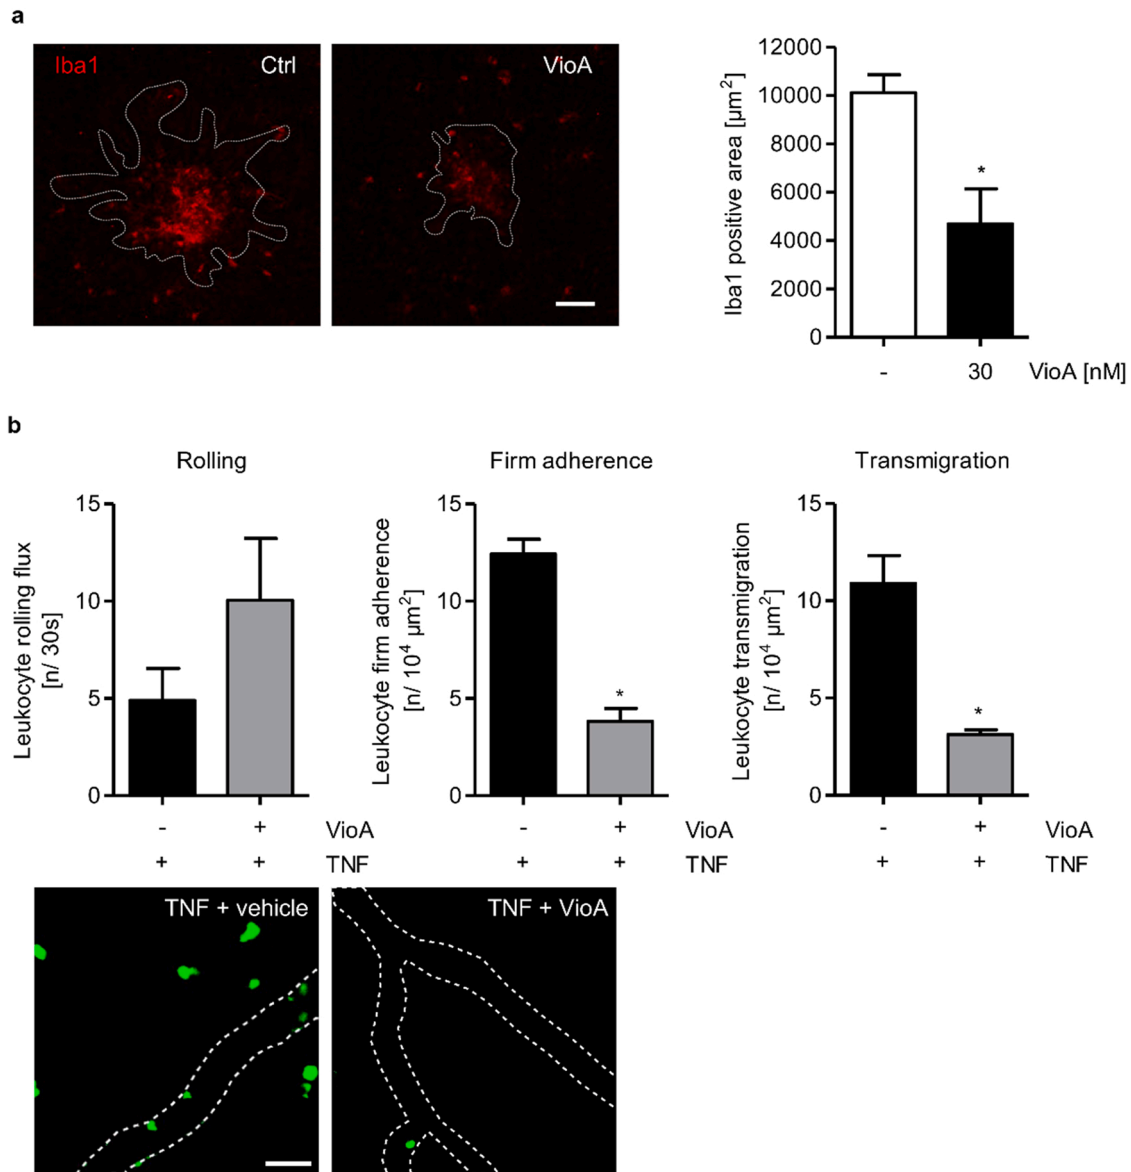 a
Iba1 Ctrl
VioA
12000
10000
8000
6000
4000
2000
0
Iba1 positive area [µm²]
*
- 30 VioA [nM]
b
Rolling
15
10
5
0
Leukocyte rolling flux
[n/ 30s]
- + VioA
+ + TNF
Firm adherence
15
10
5
0
Leukocyte firm adherence
[n/ 10⁴ µm²]
*
- + VioA
+ + TNF
Transmigration
15
10
5
0
Leukocyte transmigration
[n/ 10⁴ µm²]
*
- + VioA
+ + TNF
TNF + vehicle
TNF + VioA